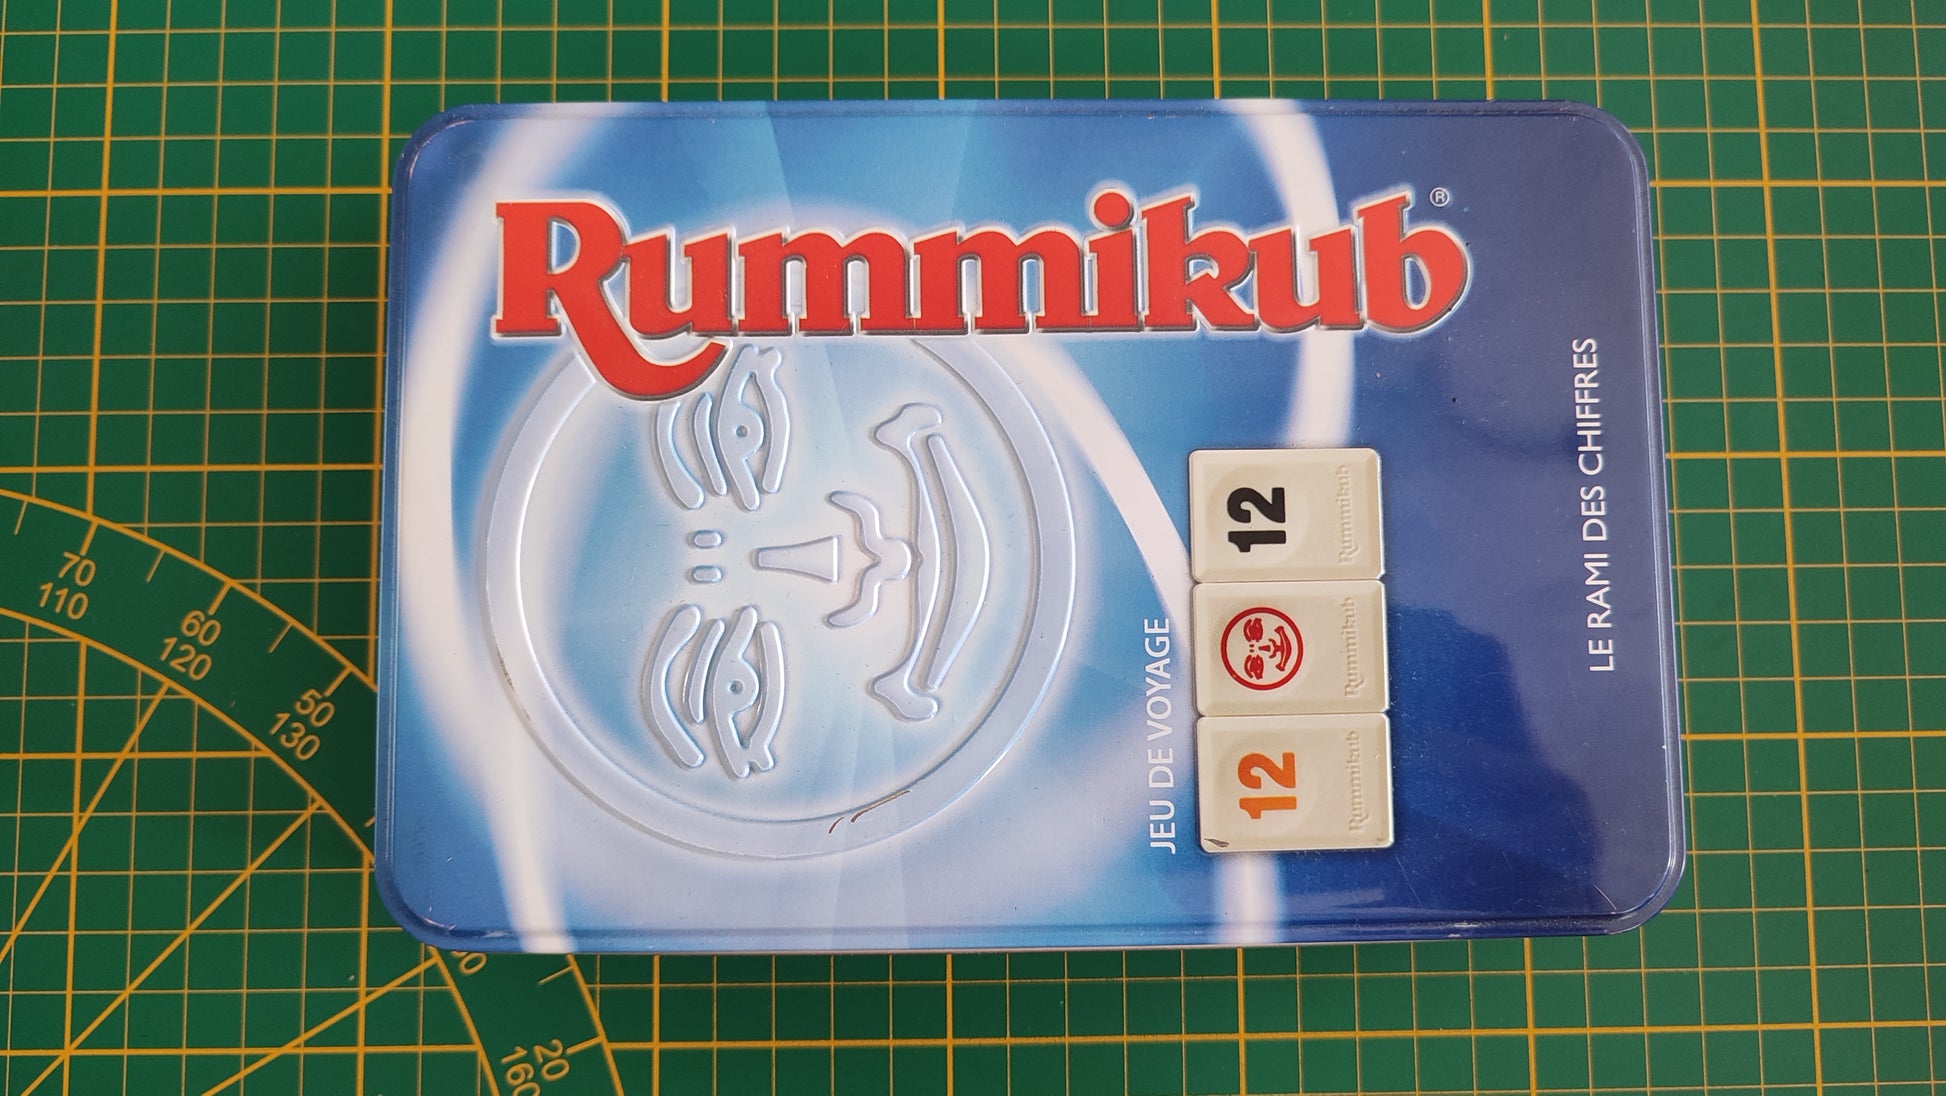 Rummikub®
JEU DE VOYAGE
12
Rummikub
Rummikub
12
Rummikub
LE RAMI DES CHIFFRES
70
110
60
120
50
130
20
160